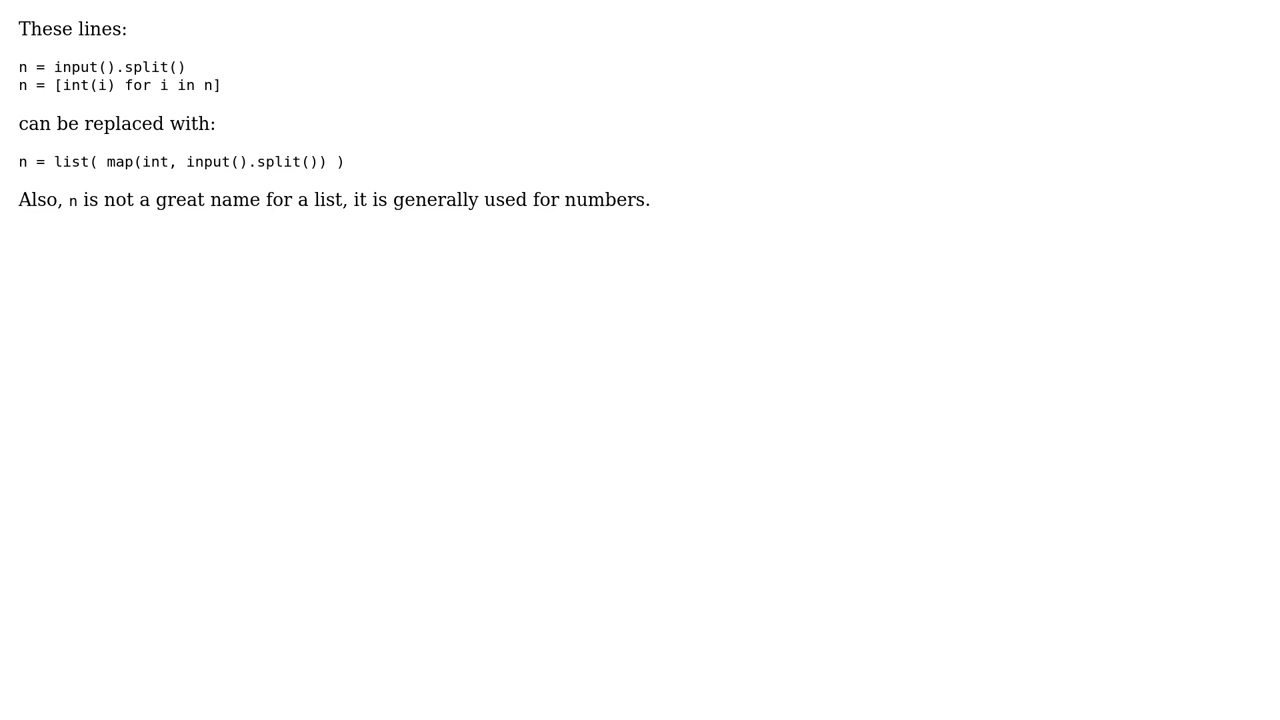 These lines:
n = input().split()
n = [int(i) for i in n]
can be replaced with:
n = list( map(int, input().split()) )
Also, n is not a great name for a list, it is generally used for numbers.